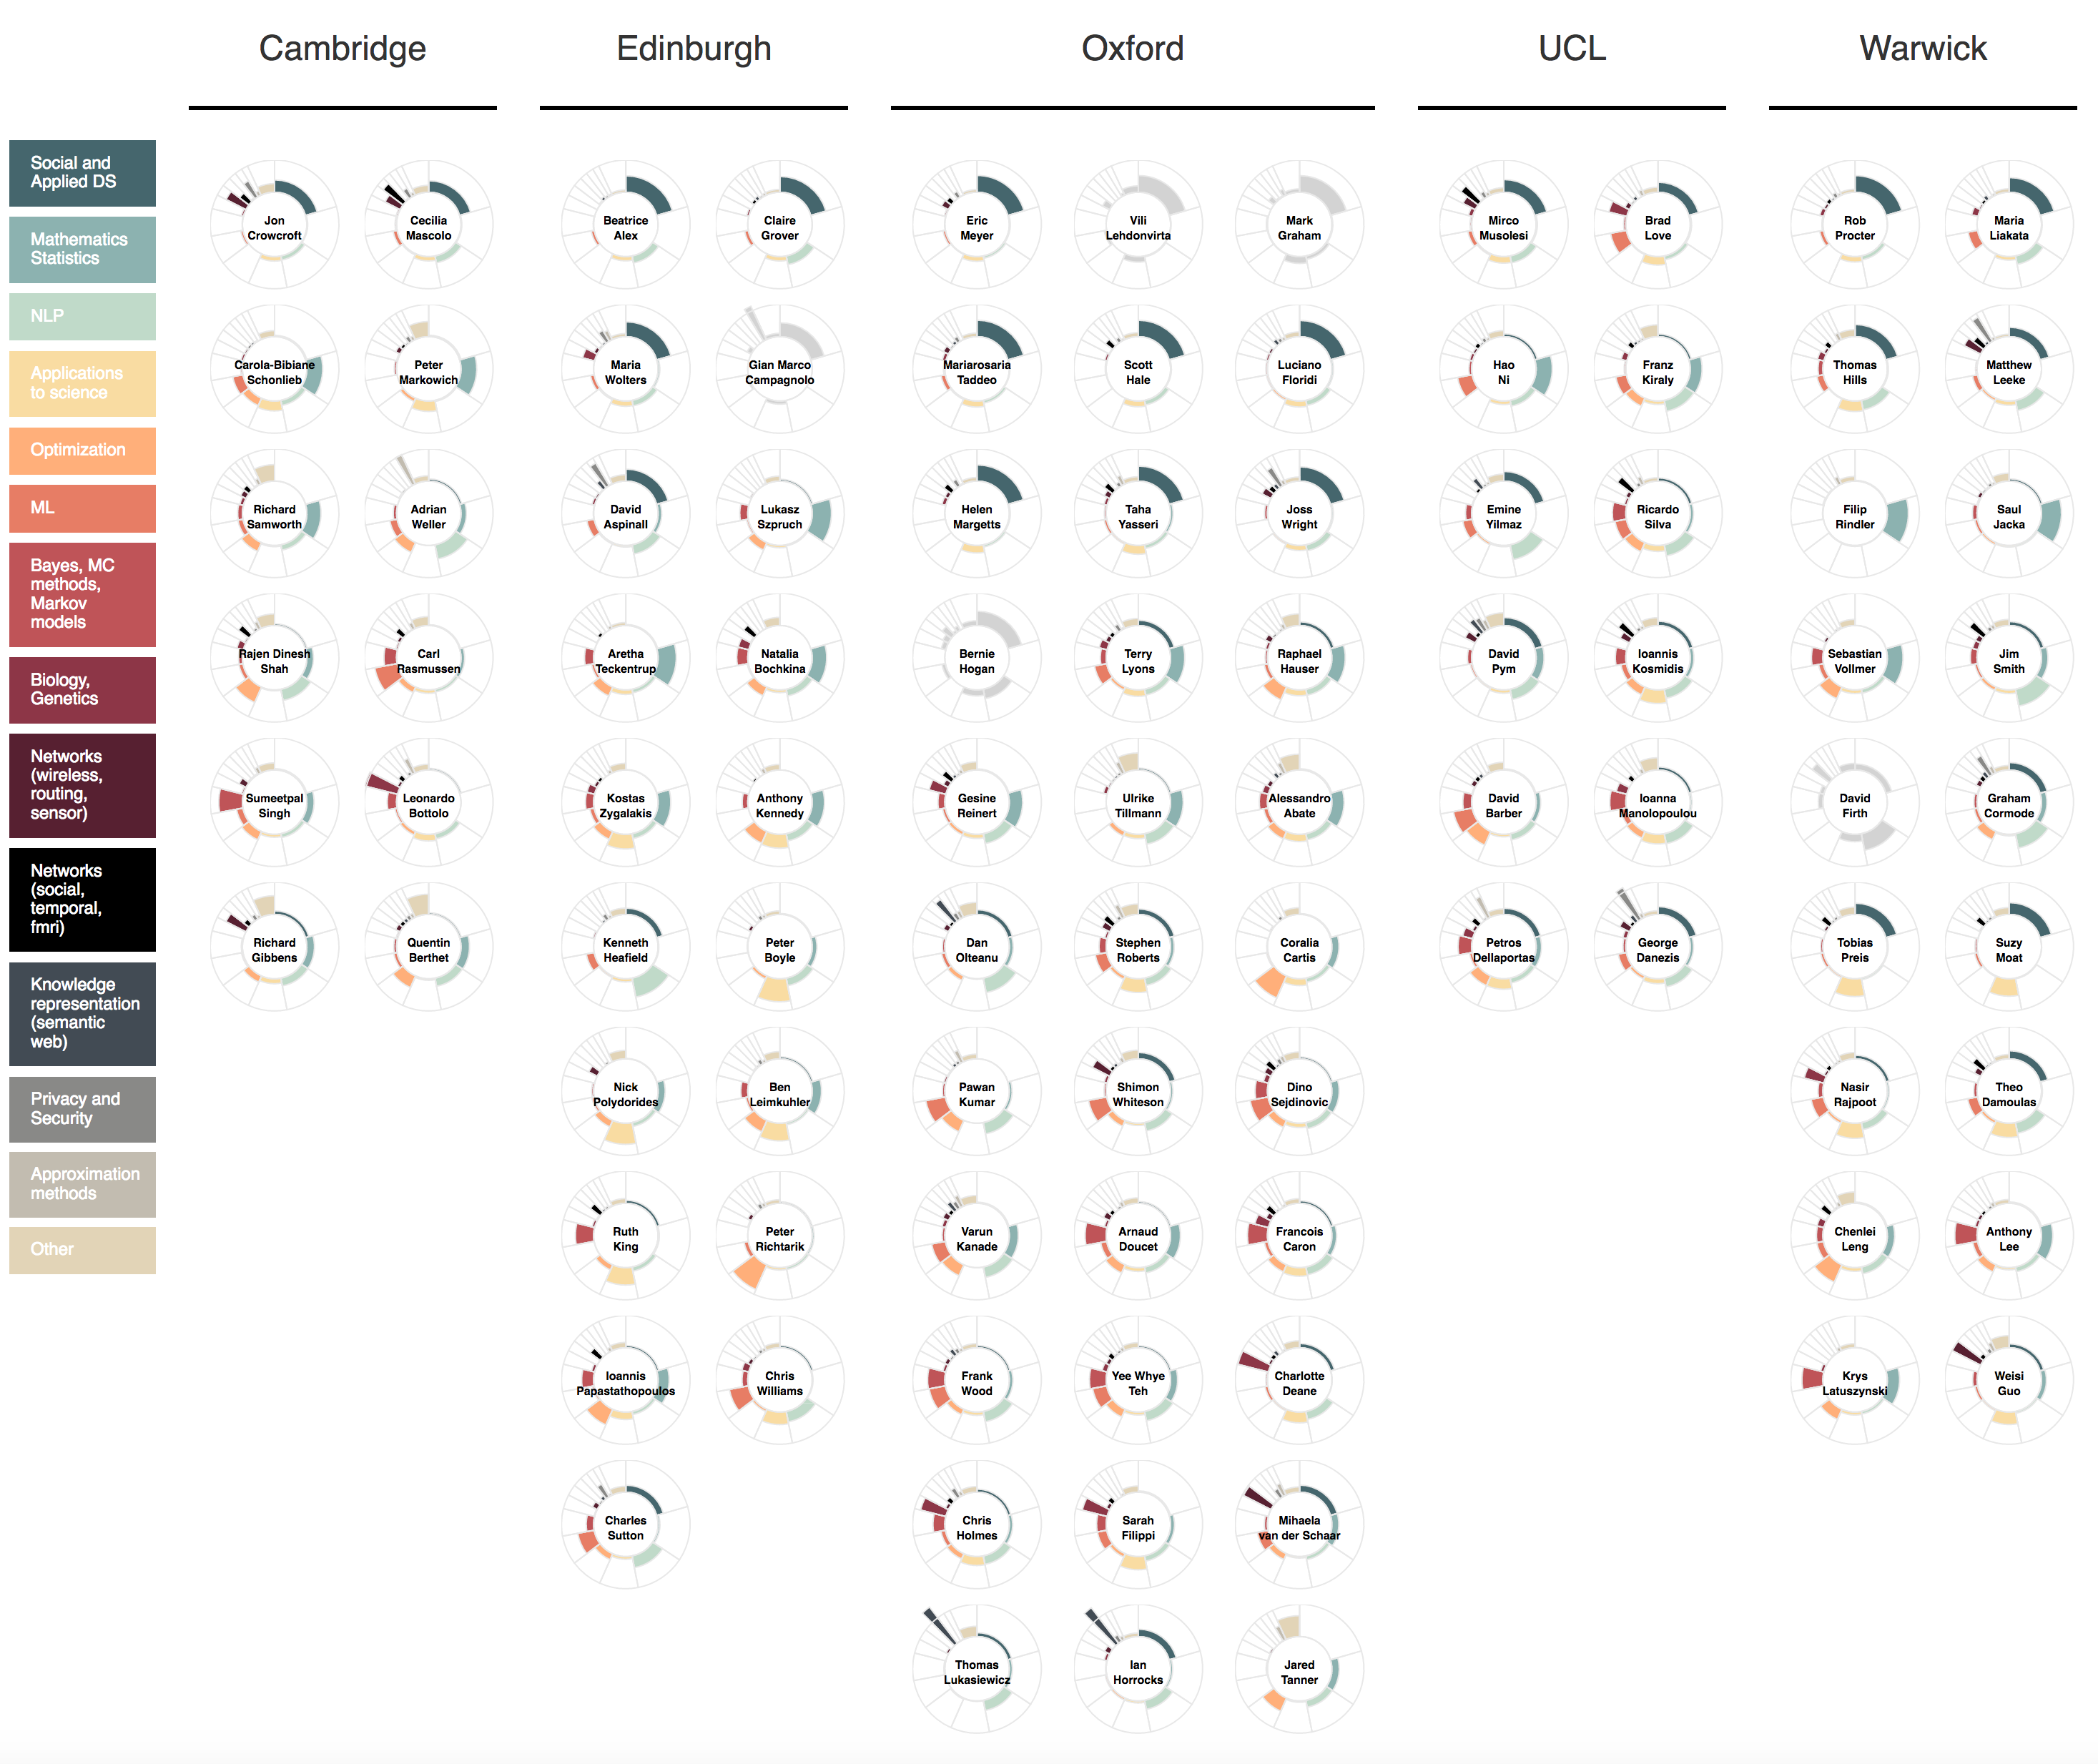 Cambridge
Edinburgh
Oxford
UCL
Warwick
Social and
Applied DS
Mathematics
Statistics
NLP
Applications
to science
Optimization
ML
Bayes, MC
methods,
Markov
models
Biology,
Genetics
Networks
(wireless,
routing,
sensor)
Networks
(social,
temporal,
fmri)
Knowledge
representation
(semantic
web)
Privacy and
Security
Approximation
methods
Other
Jon
Crowcroft
Cecilia
Mascolo
Carola-Bibiane
Schonlieb
Peter
Markowich
Richard
Samworth
Adrian
Weller
Rajen Dinesh
Shah
Carl
Rasmussen
Sumeetpal
Singh
Leonardo
Bottolo
Richard
Gibbens
Quentin
Berthet
Beatrice
Alex
Claire
Grover
Maria
Wolters
Gian Marco
Campagnolo
David
Aspinall
Lukasz
Szpruch
Aretha
Teckentrup
Natalia
Bochkina
Kostas
Zygalakis
Anthony
Kennedy
Kenneth
Heafield
Peter
Boyle
Nick
Polydorides
Ben
Leimkuhler
Ruth
King
Peter
Richtarik
Ioannis
Papastathopoulos
Chris
Williams
Charles
Sutton
Eric
Meyer
Vili
Lehdonvirta
Mark
Graham
Mariarosaria
Taddeo
Scott
Hale
Luciano
Floridi
Helen
Margetts
Taha
Yasseri
Joss
Wright
Bernie
Hogan
Terry
Lyons
Raphael
Hauser
Gesine
Reinert
Ulrike
Tillmann
Alessandro
Abate
Dan
Olteanu
Stephen
Roberts
Coralia
Cartis
Pawan
Kumar
Shimon
Whiteson
Dino
Sejdinovic
Varun
Kanade
Arnaud
Doucet
Francois
Caron
Frank
Wood
Yee Whye
Teh
Charlotte
Deane
Chris
Holmes
Sarah
Filippi
Mihaela
van der Schaar
Thomas
Lukasiewicz
Ian
Horrocks
Jared
Tanner
Mirco
Musolesi
Brad
Love
Hao
Ni
Franz
Kiraly
Emine
Yilmaz
Ricardo
Silva
David
Pym
Ioannis
Kosmidis
David
Barber
Ioanna
Manolopoulou
Petros
Dellaportas
George
Danezis
Rob
Procter
Maria
Liakata
Thomas
Hills
Matthew
Leeke
Filip
Rindler
Saul
Jacka
Sebastian
Vollmer
Jim
Smith
David
Firth
Graham
Cormode
Tobias
Preis
Suzy
Moat
Nasir
Rajpoot
Theo
Damoulas
Chenlei
Leng
Anthony
Lee
Krys
Latuszynski
Weisi
Guo